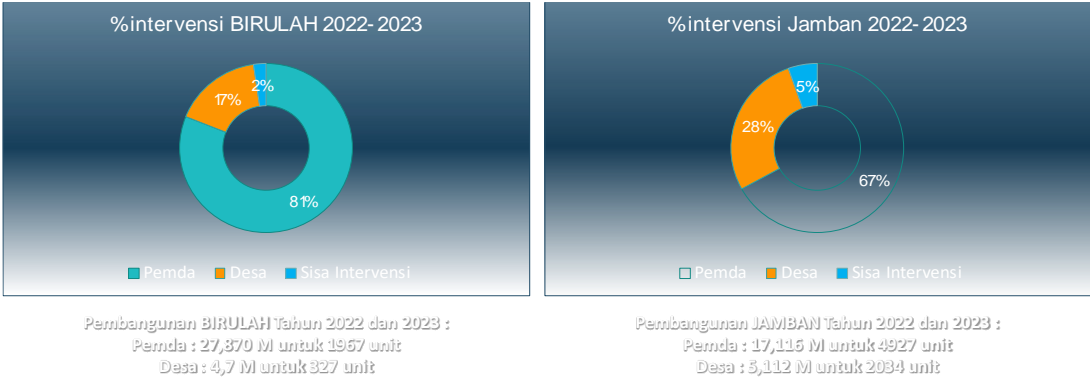 %intervensi BIRULAH 2022-2023
2%
17%
81%
Pemda Desa Sisa Intervensi
Pembangunan BIRULAH Tahun 2022 dan 2023 :
Pemda : 27,870 M untuk 1967 unit
Desa : 4,7 M untuk 327 unit
%intervensi Jamban 2022-2023
5%
28%
67%
Pemda Desa Sisa Intervensi
Pembangunan JAMBAN Tahun 2022 dan 2023 :
Pemda : 17,116 M untuk 4927 unit
Desa : 5,112 M untuk 2034 unit